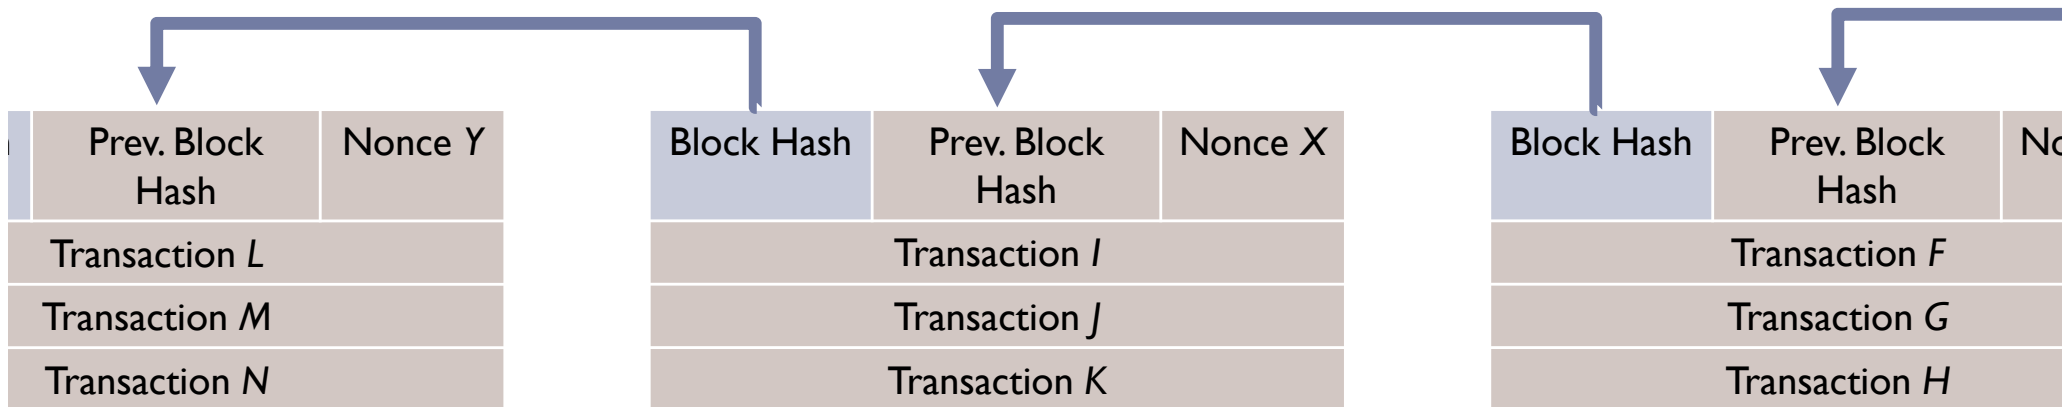 Prev. Block
Hash
Nonce Y
Transaction L
Transaction M
Transaction N
Block Hash
Prev. Block
Hash
Nonce X
Transaction I
Transaction J
Transaction K
Block Hash
Prev. Block
Hash
Transaction F
Transaction G
Transaction H